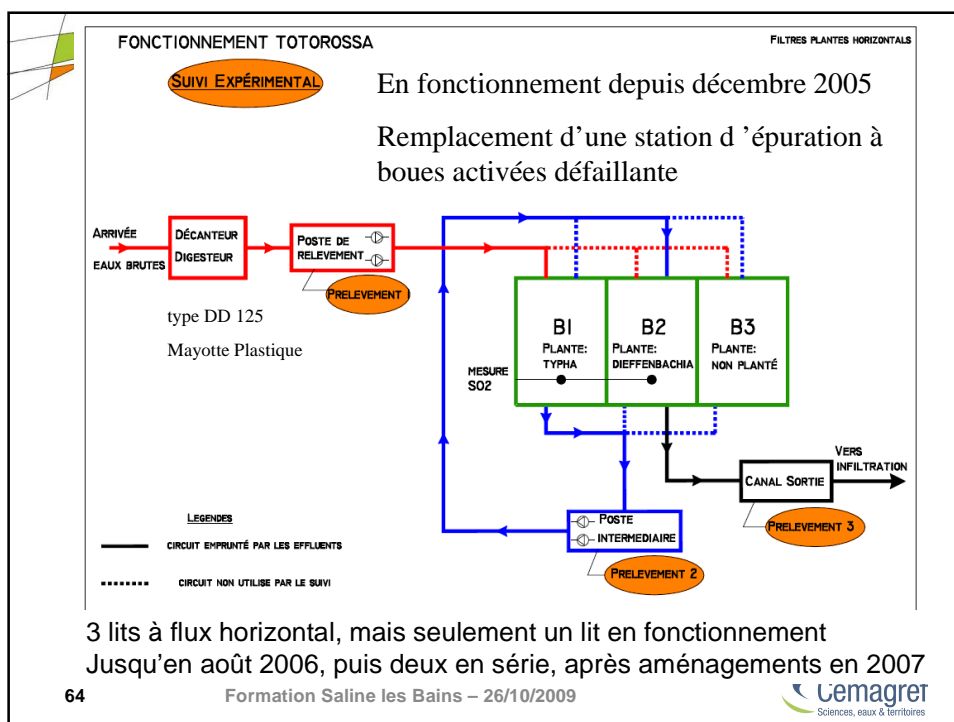 FONCTIONNEMENT TOTOROSSA
FILTRES PLANTES HORIZONTALS
SUIVI EXPÉRIMENTAL
En fonctionnement depuis décembre 2005
Remplacement d'une station d 'épuration à
boues activées défaillante
ARRIVÉE
EAUX BRUTES
DÉCANTEUR
DIGESTEUR
POSTE DE
RELEVEMENT
PRELEVEMENT 1
type DD 125
Mayotte Plastique
B1
PLANTE:
TYPHA
B2
PLANTE:
DIEFFENBACHIA
B3
PLANTE:
NON PLANTÉ
MESURE
SO2
VERS
INFILTRATION
CANAL SORTIE
PRELEVEMENT 3
POSTE
INTERMEDIAIRE
PRELEVEMENT 2
LEGENDES
CIRCUIT EMPRUNTÉ PAR LES EFFLUENTS
CIRCUIT NON UTILISE PAR LE SUIVI
3 lits à flux horizontal, mais seulement un lit en fonctionnement
Jusqu'en août 2006, puis deux en série, après aménagements en 2007
64
Formation Saline les Bains – 26/10/2009
Cemagref
Sciences, eaux & territoires